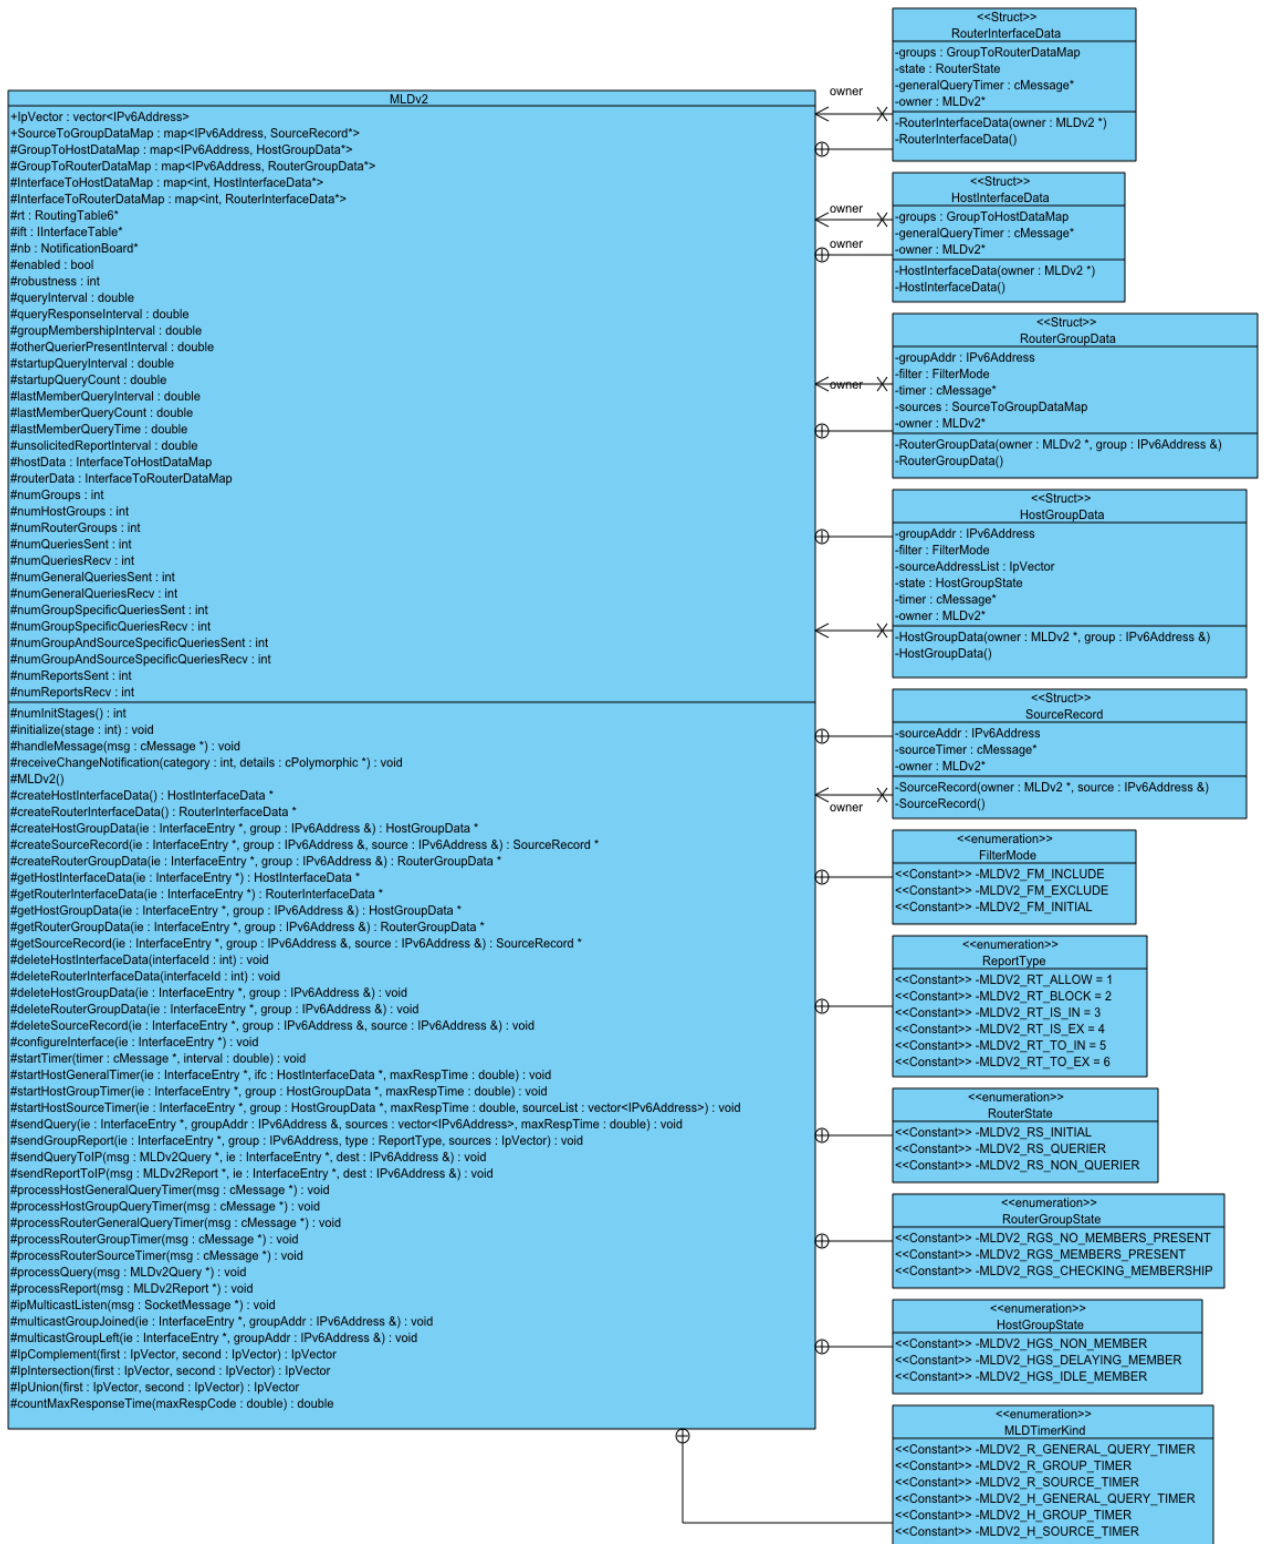 MLDv2
+IpVector : vector<IPv6Address>
+SourceToGroupDataMap : map<IPv6Address, SourceRecord*>
#GroupToHostDataMap : map<IPv6Address, HostGroupData*>
#GroupToRouterDataMap : map<IPv6Address, RouterGroupData*>
#InterfaceToHostDataMap : map<int, HostInterfaceData*>
#InterfaceToRouterDataMap : map<int, RouterInterfaceData*>
#rt : RoutingTable6*
#ift : IInterfaceTable*
#nb : NotificationBoard*
#enabled : bool
#robustness : int
#queryInterval : double
#queryResponseInterval : double
#groupMembershipInterval : double
#otherQuerierPresentInterval : double
#startupQueryInterval : double
#startupQueryCount : double
#lastMemberQueryInterval : double
#lastMemberQueryCount : double
#lastMemberQueryTime : double
#unsolicitedReportInterval : double
#hostData : InterfaceToHostDataMap
#routerData : InterfaceToRouterDataMap
#numGroups : int
#numHostGroups : int
#numRouterGroups : int
#numQueriesSent : int
#numQueriesRecv : int
#numGeneralQueriesSent : int
#numGeneralQueriesRecv : int
#numGroupSpecificQueriesSent : int
#numGroupSpecificQueriesRecv : int
#numGroupAndSourceSpecificQueriesSent : int
#numGroupAndSourceSpecificQueriesRecv : int
#numReportsSent : int
#numReportsRecv : int
#numInitStages() : int
#initialize(stage : int) : void
#handleMessage(msg : cMessage *) : void
#receiveChangeNotification(category : int, details : cPolymorphic *) : void
#MLDv2()
#createHostInterfaceData() : HostInterfaceData *
#createRouterInterfaceData() : RouterInterfaceData *
#createHostGroupData(ie : InterfaceEntry *, group : IPv6Address &) : HostGroupData *
#createSourceRecord(ie : InterfaceEntry *, group : IPv6Address &, source : IPv6Address &) : SourceRecord *
#createRouterGroupData(ie : InterfaceEntry *, group : IPv6Address &) : RouterGroupData *
#getHostInterfaceData(ie : InterfaceEntry *) : HostInterfaceData *
#getRouterInterfaceData(ie : InterfaceEntry *) : RouterInterfaceData *
#getHostGroupData(ie : InterfaceEntry *, group : IPv6Address &) : HostGroupData *
#getRouterGroupData(ie : InterfaceEntry *, group : IPv6Address &) : RouterGroupData *
#getSourceRecord(ie : InterfaceEntry *, group : IPv6Address &, source : IPv6Address &) : SourceRecord *
#deleteHostInterfaceData(interfaceId : int) : void
#deleteRouterInterfaceData(interfaceId : int) : void
#deleteHostGroupData(ie : InterfaceEntry *, group : IPv6Address &) : void
#deleteRouterGroupData(ie : InterfaceEntry *, group : IPv6Address &) : void
#deleteSourceRecord(ie : InterfaceEntry *, group : IPv6Address &, source : IPv6Address &) : void
#configureInterface(ie : InterfaceEntry *) : void
#startTimer(timer : cMessage *, interval : double) : void
#startHostGeneralTimer(ie : InterfaceEntry *, ifc : HostInterfaceData *, maxRespTime : double) : void
#startHostGroupTimer(ie : InterfaceEntry *, group : HostGroupData *, maxRespTime : double) : void
#startHostSourceTimer(ie : InterfaceEntry *, group : HostGroupData *, maxRespTime : double, sourceList : vector<IPv6Address>) : void
#sendQuery(ie : InterfaceEntry *, groupAddr : IPv6Address &, sources : vector<IPv6Address>, maxRespTime : double) : void
#sendGroupReport(ie : InterfaceEntry *, group : IPv6Address, type : ReportType, sources : IpVector) : void
#sendQueryToIP(msg : MLDv2Query *, ie : InterfaceEntry *, dest : IPv6Address &) : void
#sendReportToIP(msg : MLDv2Report *, ie : InterfaceEntry *, dest : IPv6Address &) : void
#processHostGeneralQueryTimer(msg : cMessage *) : void
#processHostGroupQueryTimer(msg : cMessage *) : void
#processRouterGeneralQueryTimer(msg : cMessage *) : void
#processRouterGroupTimer(msg : cMessage *) : void
#processRouterSourceTimer(msg : cMessage *) : void
#processQuery(msg : MLDv2Query *) : void
#processReport(msg : MLDv2Report *) : void
#ipMulticastListen(msg : SocketMessage *) : void
#multicastGroupJoined(ie : InterfaceEntry *, groupAddr : IPv6Address &) : void
#multicastGroupLeft(ie : InterfaceEntry *, groupAddr : IPv6Address &) : void
#IpComplement(first : IpVector, second : IpVector) : IpVector
#IpIntersection(first : IpVector, second : IpVector) : IpVector
#IpUnion(first : IpVector, second : IpVector) : IpVector
#countMaxResponseTime(maxRespCode : double) : double
owner
owner
owner
owner
owner
<<Struct>>
RouterInterfaceData
-groups : GroupToRouterDataMap
-state : RouterState
-generalQueryTimer : cMessage*
-owner : MLDv2*
-RouterInterfaceData(owner : MLDv2 *)
-RouterInterfaceData()
<<Struct>>
HostInterfaceData
-groups : GroupToHostDataMap
-generalQueryTimer : cMessage*
-owner : MLDv2*
-HostInterfaceData(owner : MLDv2 *)
-HostInterfaceData()
<<Struct>>
RouterGroupData
-groupAddr : IPv6Address
-filter : FilterMode
-timer : cMessage*
-sources : SourceToGroupDataMap
-owner : MLDv2*
-RouterGroupData(owner : MLDv2 *, group : IPv6Address &)
-RouterGroupData()
<<Struct>>
HostGroupData
-groupAddr : IPv6Address
-filter : FilterMode
-sourceAddressList : IpVector
-state : HostGroupState
-timer : cMessage*
-owner : MLDv2*
-HostGroupData(owner : MLDv2 *, group : IPv6Address &)
-HostGroupData()
<<Struct>>
SourceRecord
-sourceAddr : IPv6Address
-sourceTimer : cMessage*
-owner : MLDv2*
-SourceRecord(owner : MLDv2 *, source : IPv6Address &)
-SourceRecord()
<<enumeration>>
FilterMode
<<Constant>> -MLDV2_FM_INCLUDE
<<Constant>> -MLDV2_FM_EXCLUDE
<<Constant>> -MLDV2_FM_INITIAL
<<enumeration>>
ReportType
<<Constant>> -MLDV2_RT_ALLOW = 1
<<Constant>> -MLDV2_RT_BLOCK = 2
<<Constant>> -MLDV2_RT_IS_IN = 3
<<Constant>> -MLDV2_RT_IS_EX = 4
<<Constant>> -MLDV2_RT_TO_IN = 5
<<Constant>> -MLDV2_RT_TO_EX = 6
<<enumeration>>
RouterState
<<Constant>> -MLDV2_RS_INITIAL
<<Constant>> -MLDV2_RS_QUERIER
<<Constant>> -MLDV2_RS_NON_QUERIER
<<enumeration>>
RouterGroupState
<<Constant>> -MLDV2_RGS_NO_MEMBERS_PRESENT
<<Constant>> -MLDV2_RGS_MEMBERS_PRESENT
<<Constant>> -MLDV2_RGS_CHECKING_MEMBERSHIP
<<enumeration>>
HostGroupState
<<Constant>> -MLDV2_HGS_NON_MEMBER
<<Constant>> -MLDV2_HGS_DELAYING_MEMBER
<<Constant>> -MLDV2_HGS_IDLE_MEMBER
<<enumeration>>
MLDTimerKind
<<Constant>> -MLDV2_R_GENERAL_QUERY_TIMER
<<Constant>> -MLDV2_R_GROUP_TIMER
<<Constant>> -MLDV2_R_SOURCE_TIMER
<<Constant>> -MLDV2_H_GENERAL_QUERY_TIMER
<<Constant>> -MLDV2_H_GROUP_TIMER
<<Constant>> -MLDV2_H_SOURCE_TIMER